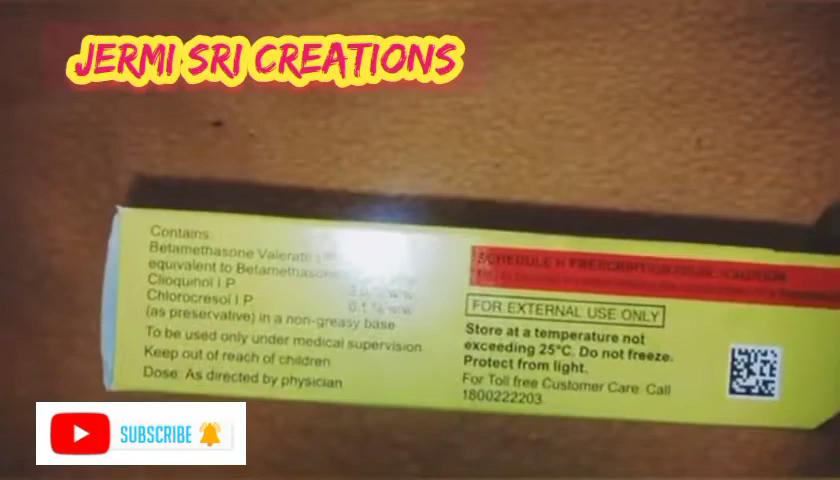 JERMI SRI CREATIONS
Contains:
Betamethasone Valerate I.P.
equivalent to Betamethasone
Clioquinol I.P.
Chlorocresol I.P. 0.1 % w/w
(as preservative) in a non-greasy base
To be used only under medical supervision
Keep out of reach of children
Dose: As directed by physician
SCHEDULE H PRESCRIPTION DRUG - CAUTION
FOR EXTERNAL USE ONLY
Store at a temperature not
exceeding 25°C. Do not freeze.
Protect from light.
For Toll free Customer Care: Call
1800222203
SUBSCRIBE